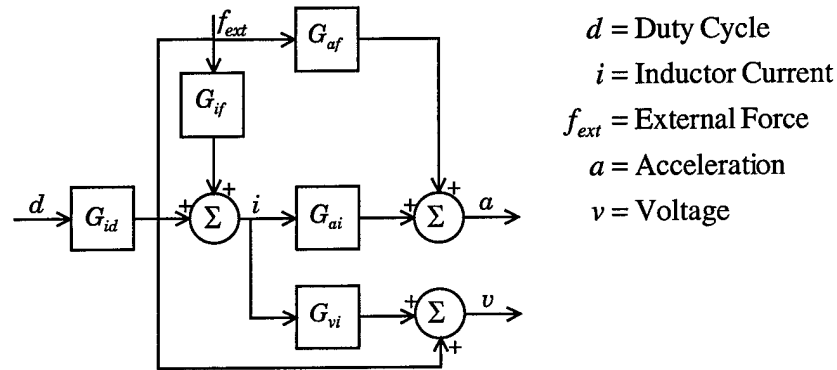 f_ext
G_af
G_if
d
G_id
+
+
Σ
i
G_ai
+
+
Σ
a
G_vi
+
Σ
+
v
d = Duty Cycle
i = Inductor Current
f_ext = External Force
a = Acceleration
v = Voltage